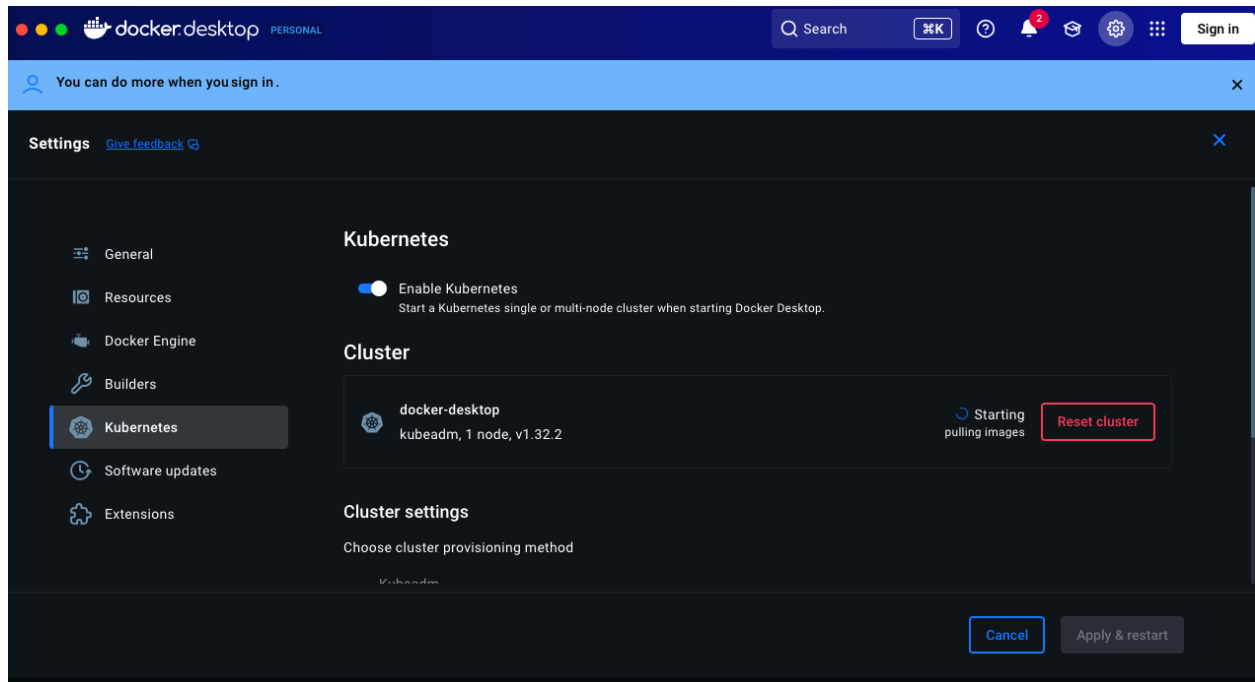 docker.desktop PERSONAL
Search
⌘K
2
Sign in
You can do more when you sign in.
Settings
Give feedback
General
Resources
Docker Engine
Builders
Kubernetes
Software updates
Extensions
Kubernetes
Enable Kubernetes
Start a Kubernetes single or multi-node cluster when starting Docker Desktop.
Cluster
docker-desktop
kubeadm, 1 node, v1.32.2
Starting
pulling images
Reset cluster
Cluster settings
Choose cluster provisioning method
Kubeadm
Cancel
Apply & restart